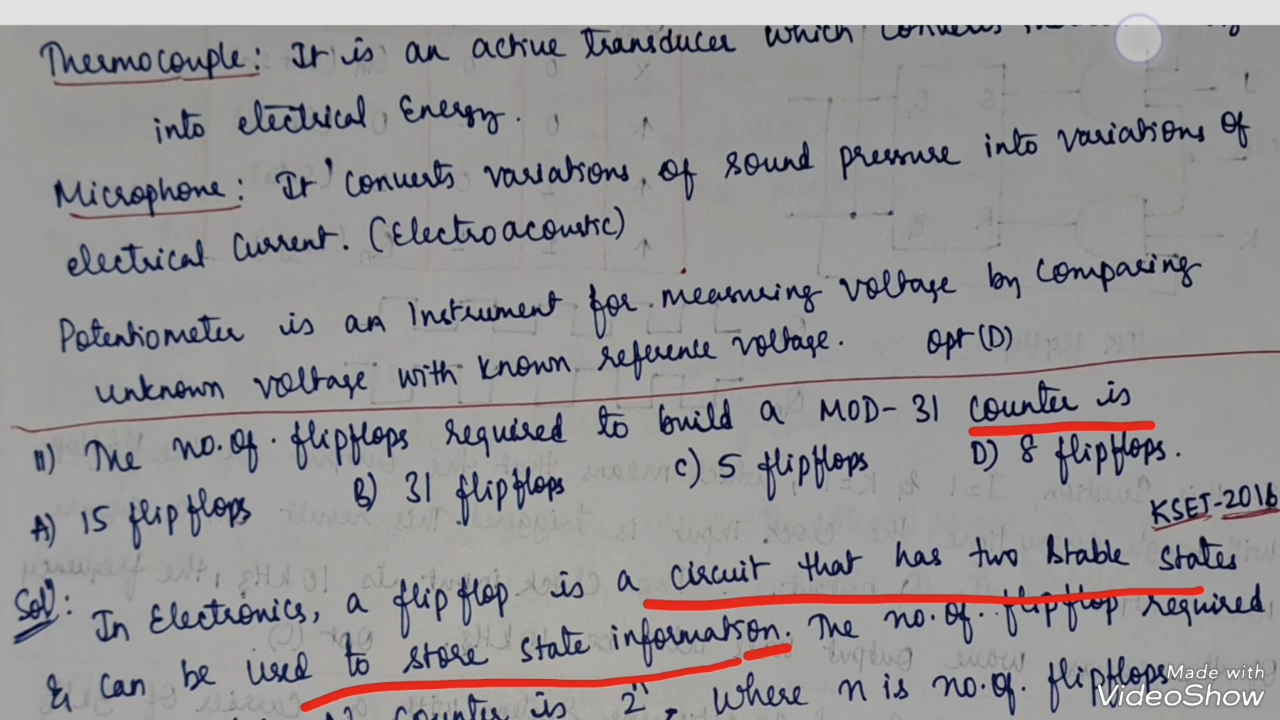 Thermocouple: It is an active transducer which converts
into electrical Energy.
Microphone: It converts variations of sound pressure into variations of
electrical current. (Electroacoustic)
Potentiometer is an instrument for measuring voltage by comparing
unknown voltage with known reference voltage. opt (D)
11) The no. of. flipflops required to build a MOD-31 counter is
A) 15 flipflops B) 31 flipflops C) 5 flipflops D) 8 flipflops.
KSET-2016
Sol: In Electronics, a flipflop is a circuit that has two stable states
& can be used to store state information. The no. of. flipflop required
counter is 2ⁿ, where n is no. of. flipflops
Made with
VideoShow